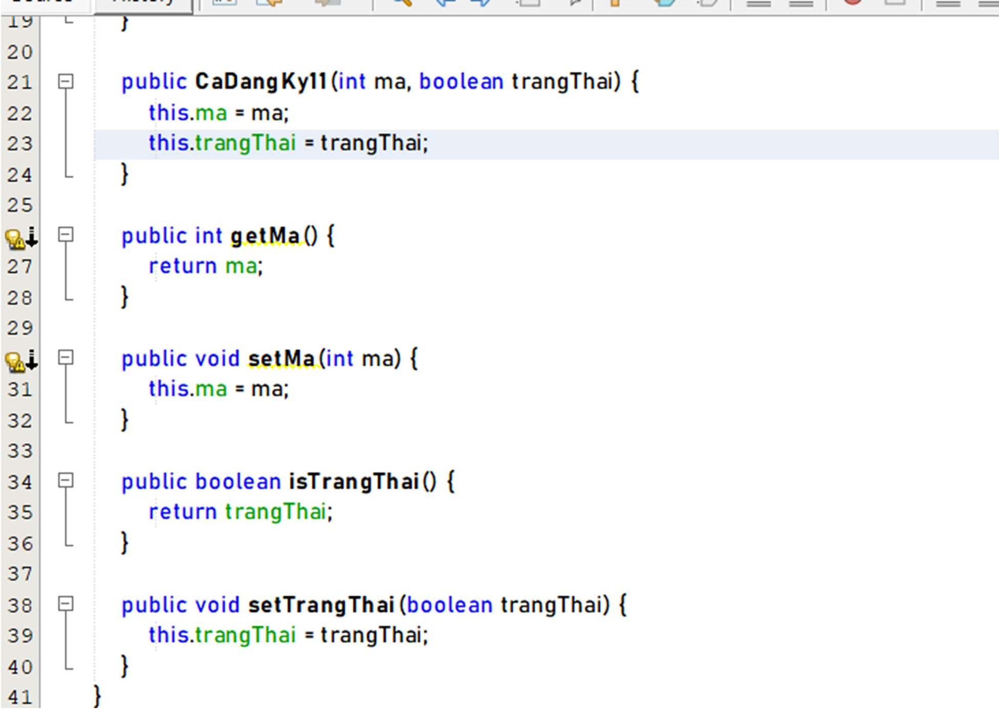 Source History
19 }
20
21 public CaDangKy11(int ma, boolean trangThai) {
22 this.ma = ma;
23 this.trangThai = trangThai;
24 }
25
public int getMa() {
27 return ma;
28 }
29
public void setMa(int ma) {
31 this.ma = ma;
32 }
33
34 public boolean isTrangThai() {
35 return trangThai;
36 }
37
38 public void setTrangThai(boolean trangThai) {
39 this.trangThai = trangThai;
40 }
41 }